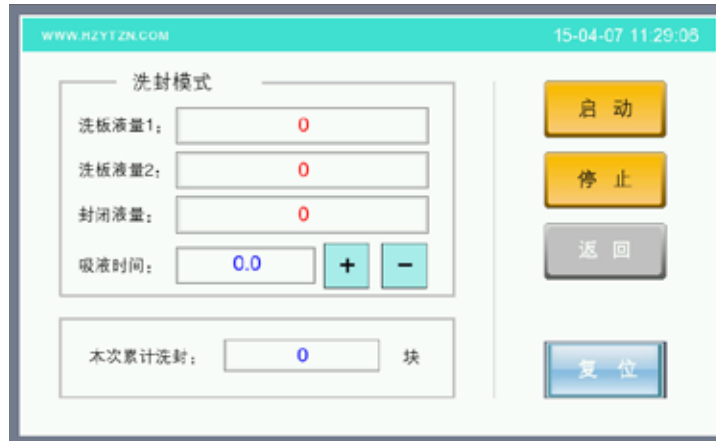 WWW.HZYTZN.COM 15-04-07 11:29:06
洗封模式
洗板液量1: 0
洗板液量2: 0
封闭液量: 0
吸液时间: 0.0 + −
本次累计洗封: 0 块
启 动
停 止
返 回
复 位